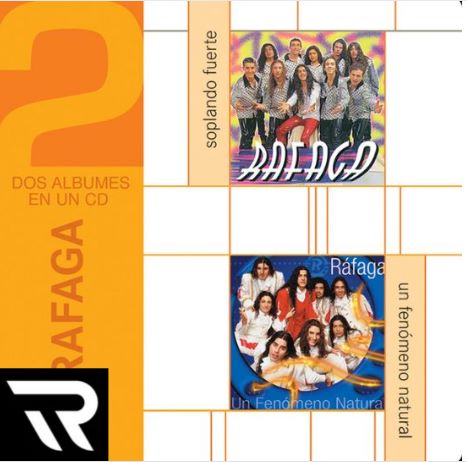 2
DOS ALBUMES
EN UN CD
RAFAGA
soplando fuerte
RAFAGA
Ráfaga
Un Fenómeno Natural
un fenómeno natural
R